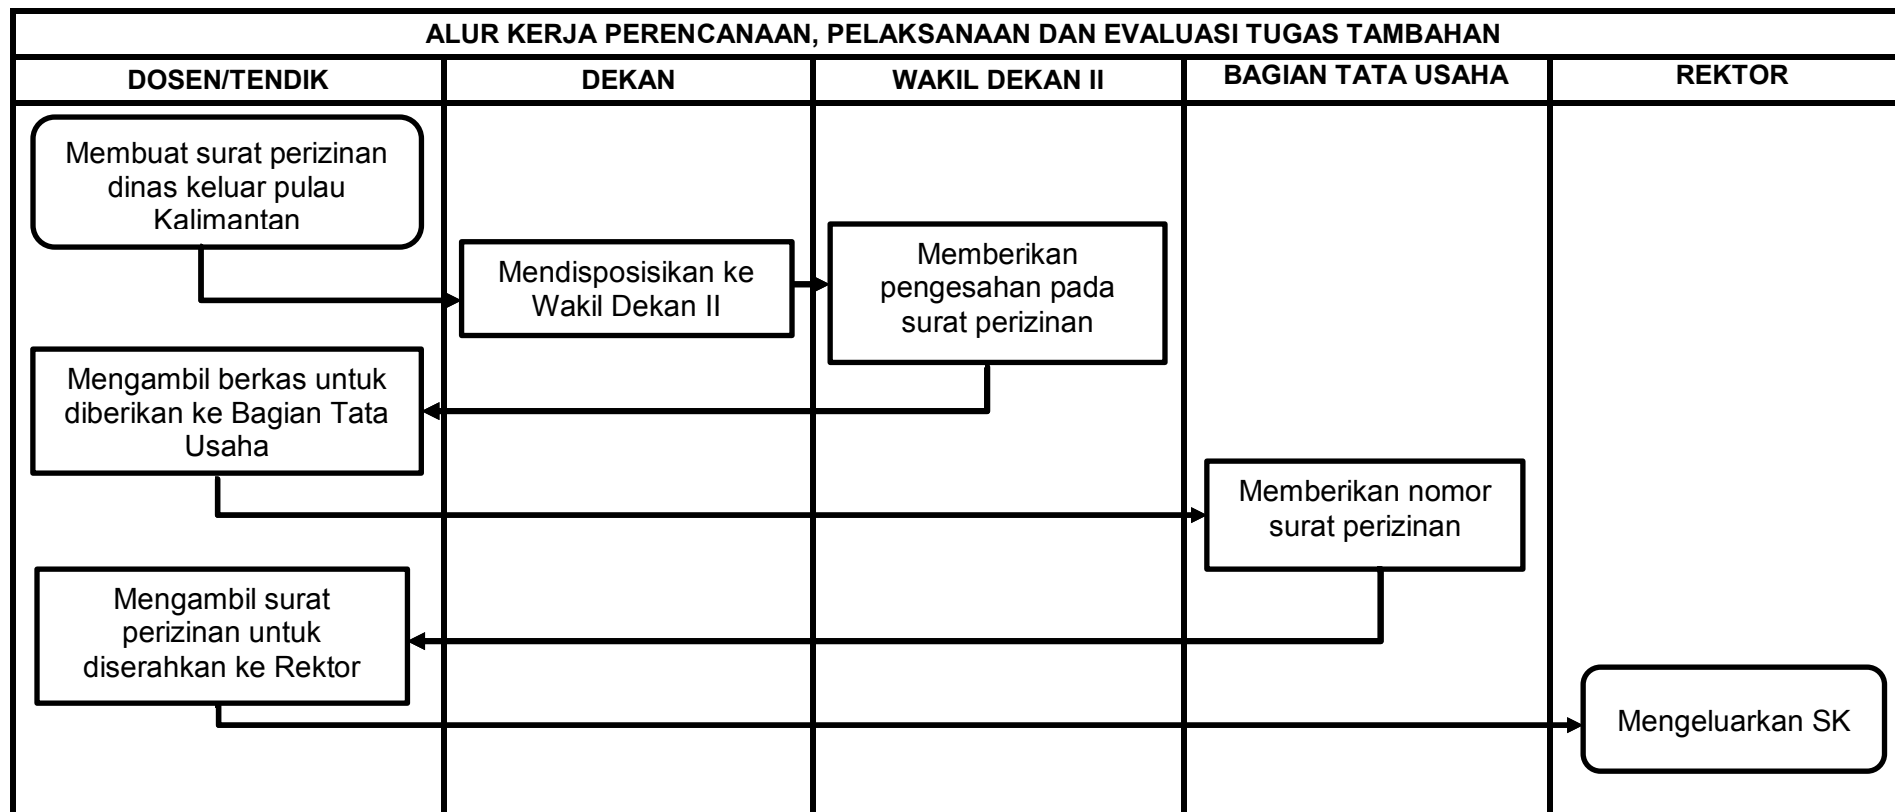 ALUR KERJA PERENCANAAN, PELAKSANAAN DAN EVALUASI TUGAS TAMBAHAN
DOSEN/TENDIK
DEKAN
WAKIL DEKAN II
BAGIAN TATA USAHA
REKTOR
Membuat surat perizinan
dinas keluar pulau
Kalimantan
Mendisposisikan ke
Wakil Dekan II
Memberikan
pengesahan pada
surat perizinan
Mengambil berkas untuk
diberikan ke Bagian Tata
Usaha
Memberikan nomor
surat perizinan
Mengambil surat
perizinan untuk
diserahkan ke Rektor
Mengeluarkan SK